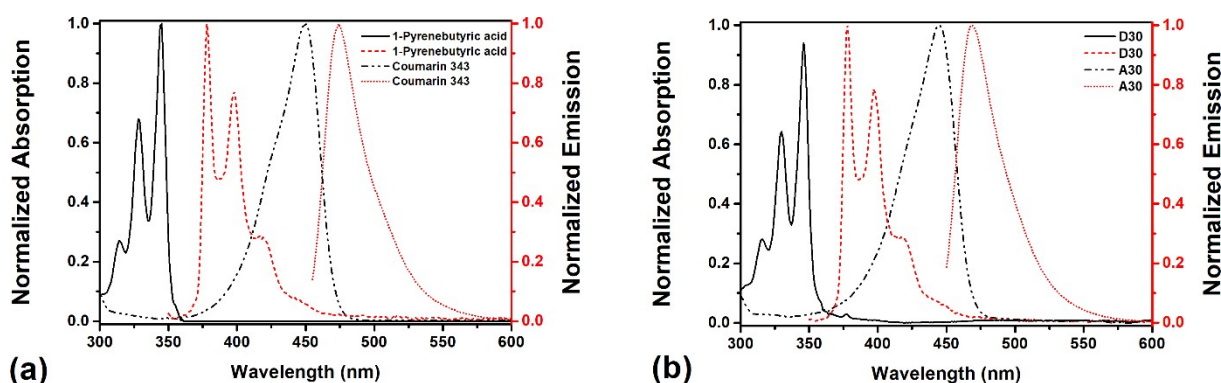 Normalized Absorption
1.0
0.8
0.6
0.4
0.2
0.0
1-Pyrenebutyric acid
1-Pyrenebutyric acid
Coumarin 343
Coumarin 343
1.0
0.8
0.6
0.4
0.2
0.0
Normalized Emission
300 350 400 450 500 550 600
Wavelength (nm)
(a)
Normalized Absorption
1.0
0.8
0.6
0.4
0.2
0.0
D30
D30
A30
A30
1.0
0.8
0.6
0.4
0.2
0.0
Normalized Emission
300 350 400 450 500 550 600
Wavelength (nm)
(b)